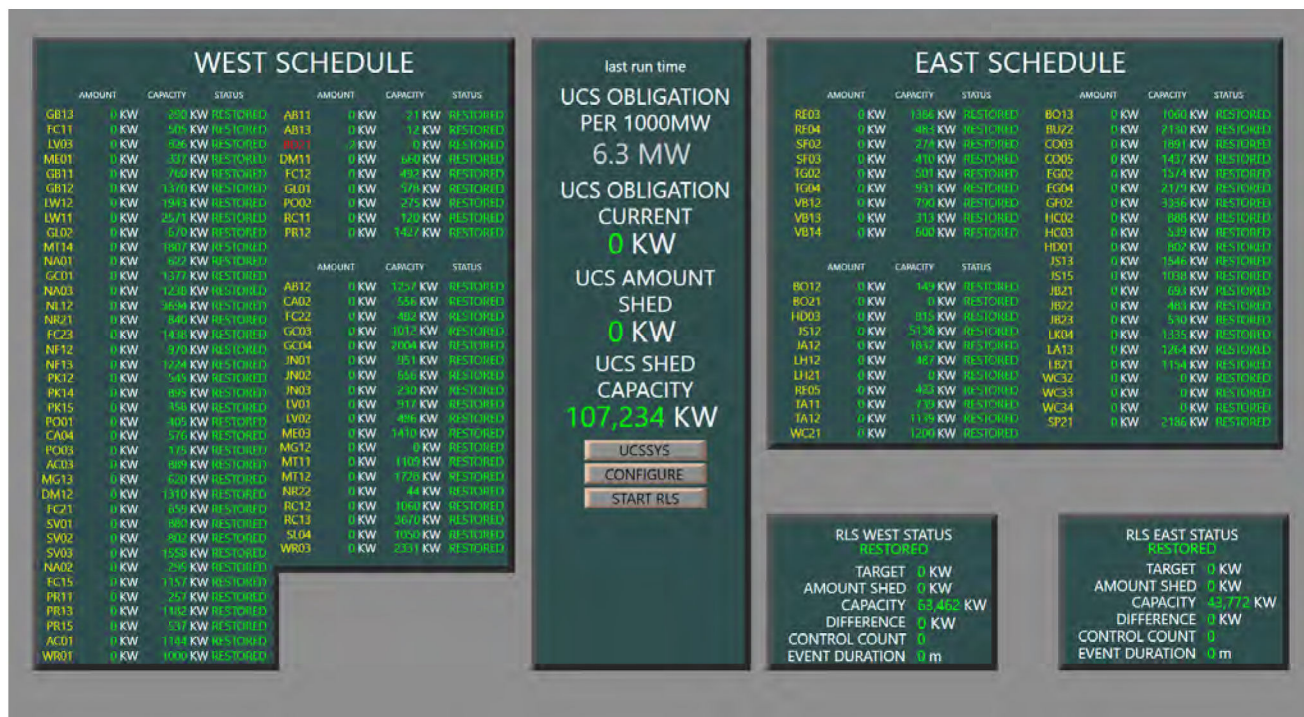 WEST SCHEDULE
AMOUNT CAPACITY STATUS
GB13 0 KW 290 KW RESTORED
FC11 0 KW 505 KW RESTORED
LV03 0 KW 826 KW RESTORED
ME01 0 KW 337 KW RESTORED
GB11 0 KW 760 KW RESTORED
GB12 0 KW 1370 KW RESTORED
LW12 0 KW 1943 KW RESTORED
LW11 0 KW 2571 KW RESTORED
GL02 0 KW 670 KW RESTORED
MT14 0 KW 1807 KW RESTORED
NA01 0 KW 622 KW RESTORED
GC01 0 KW 1377 KW RESTORED
NA03 0 KW 1238 KW RESTORED
NL12 0 KW 3694 KW RESTORED
NR21 0 KW 840 KW RESTORED
FC23 0 KW 1438 KW RESTORED
NF12 0 KW 970 KW RESTORED
NF13 0 KW 1224 KW RESTORED
PK12 0 KW 545 KW RESTORED
PK14 0 KW 895 KW RESTORED
PK15 0 KW 456 KW RESTORED
PO01 0 KW 405 KW RESTORED
CA04 0 KW 576 KW RESTORED
PO03 0 KW 175 KW RESTORED
AC03 0 KW 889 KW RESTORED
MG13 0 KW 620 KW RESTORED
DM12 0 KW 1310 KW RESTORED
FC21 0 KW 659 KW RESTORED
SV01 0 KW 880 KW RESTORED
SV02 0 KW 802 KW RESTORED
SV03 0 KW 1558 KW RESTORED
NA02 0 KW 295 KW RESTORED
FC15 0 KW 1157 KW RESTORED
PR11 0 KW 257 KW RESTORED
PR13 0 KW 1182 KW RESTORED
PR15 0 KW 537 KW RESTORED
AC01 0 KW 1144 KW RESTORED
WR01 0 KW 1000 KW RESTORED
AMOUNT CAPACITY STATUS
AB11 0 KW 21 KW RESTORED
AB13 0 KW 12 KW RESTORED
2 KW 0 KW RESTORED
DM11 0 KW 660 KW RESTORED
FC12 0 KW 492 KW RESTORED
GL01 0 KW 578 KW RESTORED
PO02 0 KW 275 KW RESTORED
RC11 0 KW 120 KW RESTORED
PR12 0 KW 1427 KW RESTORED
AMOUNT CAPACITY STATUS
AB12 0 KW 1257 KW RESTORED
CA02 0 KW 556 KW RESTORED
FC22 0 KW 482 KW RESTORED
GC03 0 KW 1012 KW RESTORED
GC04 0 KW 2004 KW RESTORED
JN01 0 KW 951 KW RESTORED
JN02 0 KW 656 KW RESTORED
JN03 0 KW 230 KW RESTORED
LV01 0 KW 917 KW RESTORED
LV02 0 KW 486 KW RESTORED
ME03 0 KW 1410 KW RESTORED
MG12 0 KW 0 KW RESTORED
MT11 0 KW 1109 KW RESTORED
MT12 0 KW 1728 KW RESTORED
NR22 0 KW 44 KW RESTORED
RC12 0 KW 1060 KW RESTORED
RC13 0 KW 3670 KW RESTORED
SL04 0 KW 1050 KW RESTORED
WR03 0 KW 2331 KW RESTORED
last run time
UCS OBLIGATION
PER 1000MW
6.3 MW
UCS OBLIGATION
CURRENT
0 KW
UCS AMOUNT
SHED
0 KW
UCS SHED
CAPACITY
107,234 KW
UCSSYS
CONFIGURE
START RLS
EAST SCHEDULE
AMOUNT CAPACITY STATUS
RE03 0 KW 1386 KW RESTORED
RE04 0 KW 483 KW RESTORED
SF02 0 KW 274 KW RESTORED
SF03 0 KW 410 KW RESTORED
TG02 0 KW 501 KW RESTORED
TG04 0 KW 931 KW RESTORED
VB12 0 KW 790 KW RESTORED
VB13 0 KW 313 KW RESTORED
VB14 0 KW 600 KW RESTORED
AMOUNT CAPACITY STATUS
BO12 0 KW 149 KW RESTORED
BO21 0 KW 0 KW RESTORED
HD03 0 KW 815 KW RESTORED
JS12 0 KW 5136 KW RESTORED
JA12 0 KW 1832 KW RESTORED
LH12 0 KW 487 KW RESTORED
LH21 0 KW 0 KW RESTORED
RE05 0 KW 423 KW RESTORED
TA11 0 KW 739 KW RESTORED
TA12 0 KW 1139 KW RESTORED
WC21 0 KW 1200 KW RESTORED
AMOUNT CAPACITY STATUS
BO13 0 KW 1060 KW RESTORED
BU22 0 KW 2130 KW RESTORED
CO03 0 KW 1891 KW RESTORED
CO05 0 KW 1437 KW RESTORED
EG02 0 KW 1574 KW RESTORED
EG04 0 KW 2179 KW RESTORED
GF02 0 KW 3336 KW RESTORED
HC02 0 KW 888 KW RESTORED
HC03 0 KW 539 KW RESTORED
HD01 0 KW 802 KW RESTORED
JS13 0 KW 1546 KW RESTORED
JS15 0 KW 1038 KW RESTORED
JB21 0 KW 693 KW RESTORED
JB22 0 KW 483 KW RESTORED
JB23 0 KW 530 KW RESTORED
LK04 0 KW 1335 KW RESTORED
LA13 0 KW 1264 KW RESTORED
LB21 0 KW 1154 KW RESTORED
WC32 0 KW 0 KW RESTORED
WC33 0 KW 0 KW RESTORED
WC34 0 KW 0 KW RESTORED
SP21 0 KW 2186 KW RESTORED
RLS WEST STATUS
RESTORED
TARGET 0 KW
AMOUNT SHED 0 KW
CAPACITY 63,462 KW
DIFFERENCE 0 KW
CONTROL COUNT 0
EVENT DURATION 0 m
RLS EAST STATUS
RESTORED
TARGET 0 KW
AMOUNT SHED 0 KW
CAPACITY 43,772 KW
DIFFERENCE 0 KW
CONTROL COUNT 0
EVENT DURATION 0 m